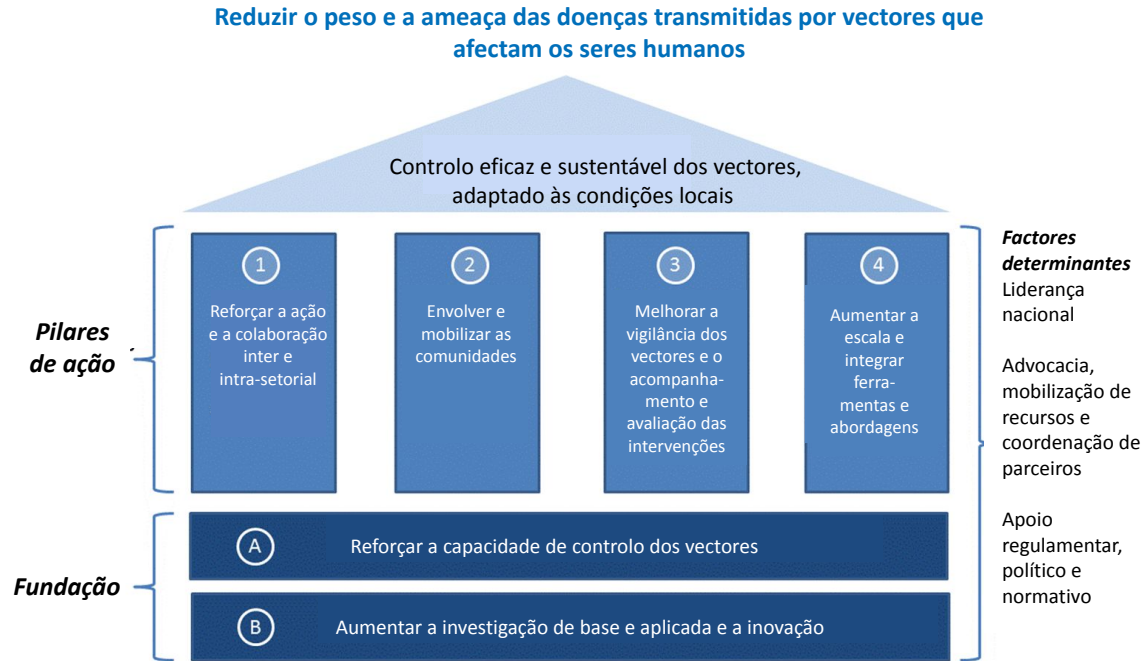 Reduzir o peso e a ameaça das doenças transmitidas por vectores que
afectam os seres humanos
Controlo eficaz e sustentável dos vectores,
adaptado às condições locais
Pilares
de ação
1
Reforçar a ação
e a colaboração
inter e
intra-setorial
2
Envolver e
mobilizar as
comunidades
3
Melhorar a
vigilância dos
vectores e o
acompanha-
mento e
avaliação das
intervenções
4
Aumentar a
escala e
integrar
ferra-
mentas e
abordagens
Factores
determinantes
Liderança
nacional
Advocacia,
mobilização de
recursos e
coordenação de
parceiros
Apoio
regulamentar,
político e
normativo
Fundação
A
Reforçar a capacidade de controlo dos vectores
B
Aumentar a investigação de base e aplicada e a inovação